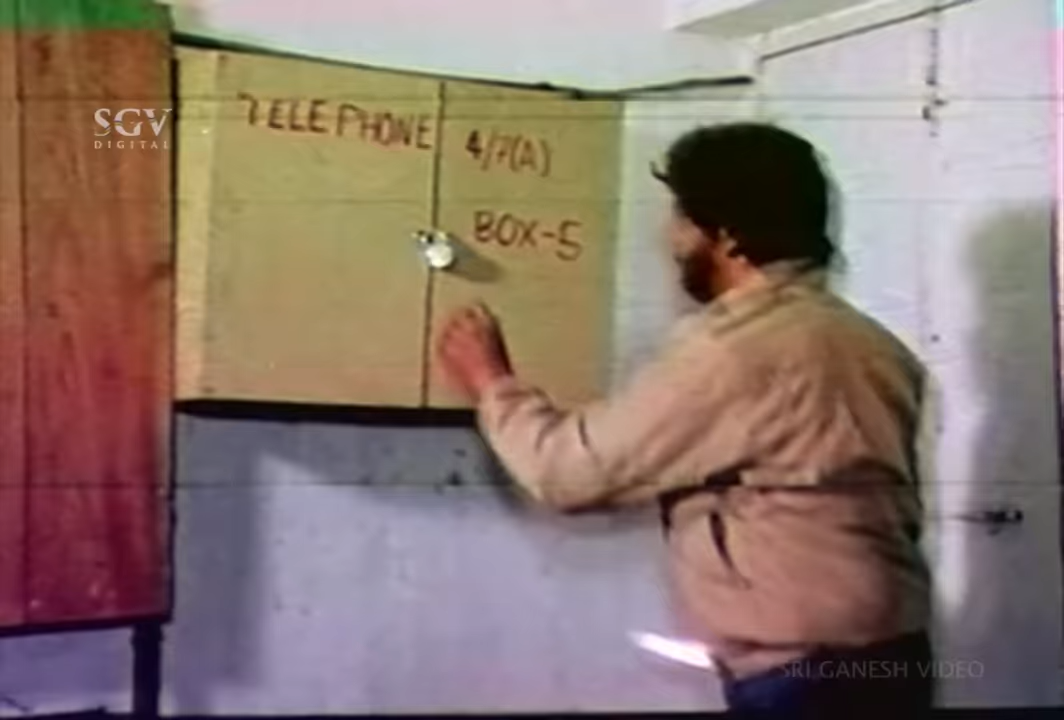 SGV
DIGITAL
TELEPHONE
4/7(A)
BOX-5
SRI GANESH VIDEO